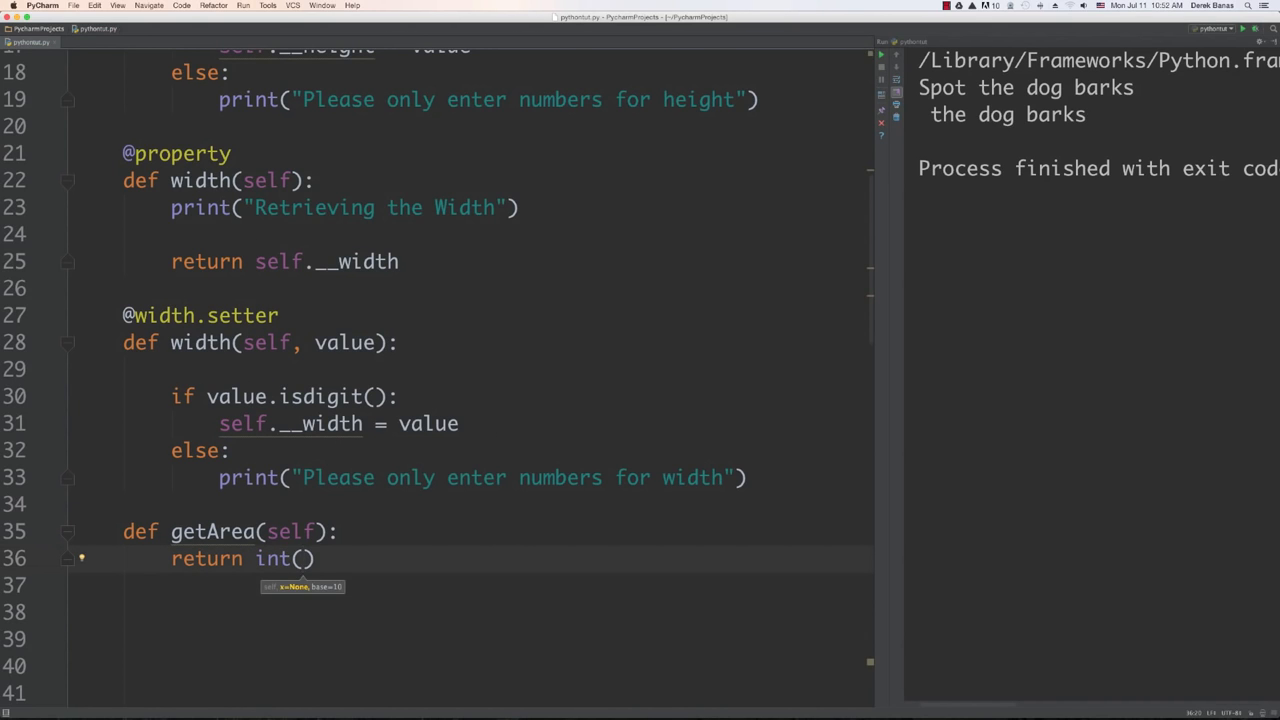 PyCharm File Edit View Navigate Code Refactor Run Tools VCS Window Help 10 Mon Jul 11 10:52 AM Derek Banas
pythontut.py - PycharmProjects - [~/PycharmProjects]
PycharmProjects pythontut.py pythontut
pythontut.py Run pythontut
self.__height = value
18 else:
19 print("Please only enter numbers for height")
20
21 @property
22 def width(self):
23 print("Retrieving the Width")
24
25 return self.__width
26
27 @width.setter
28 def width(self, value):
29
30 if value.isdigit():
31 self.__width = value
32 else:
33 print("Please only enter numbers for width")
34
35 def getArea(self):
36 return int()
self, x=None, base=10
37
38
39
40
41
/Library/Frameworks/Python.fra
Spot the dog barks
the dog barks
Process finished with exit cod
36:20 LF÷ UTF-8÷